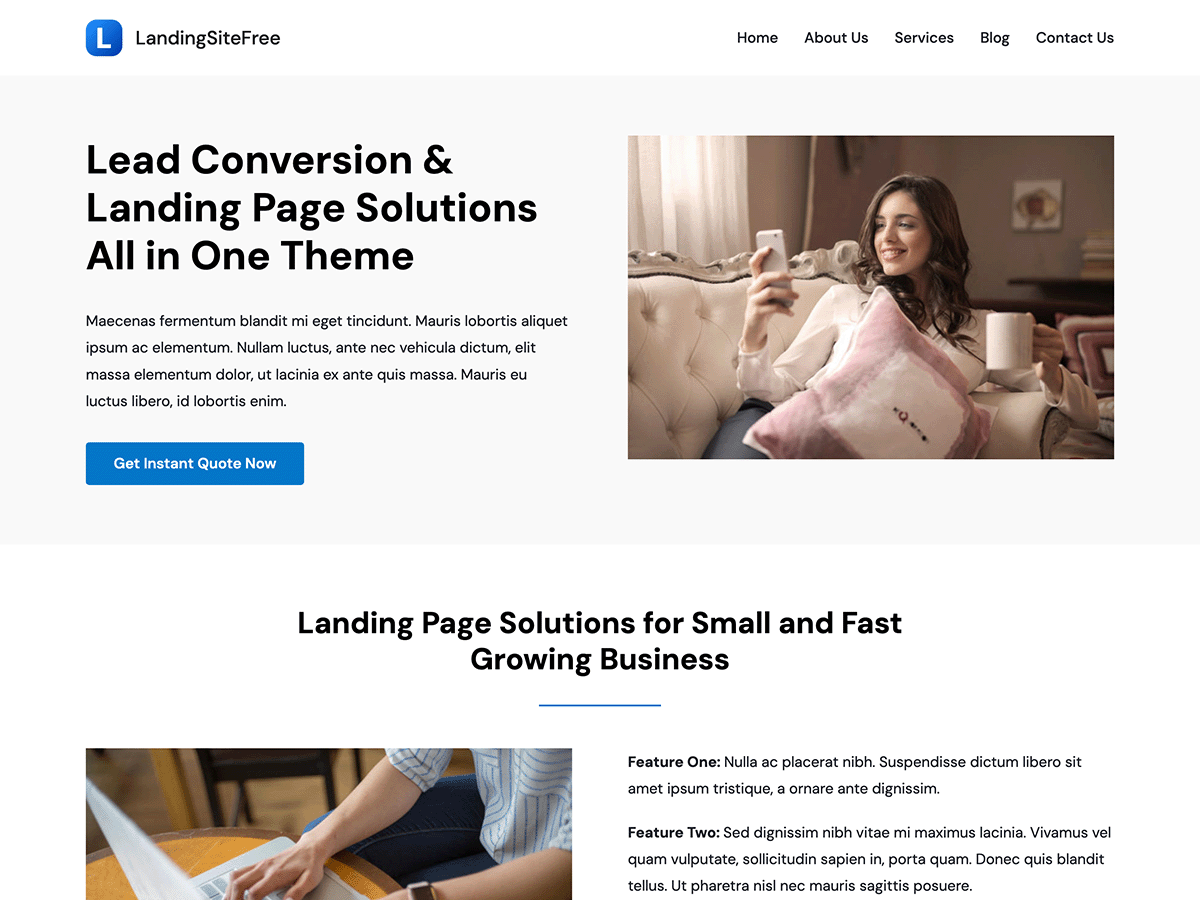 L LandingSiteFree
Home About Us Services Blog Contact Us
Lead Conversion &
Landing Page Solutions
All in One Theme
Maecenas fermentum blandit mi eget tincidunt. Mauris lobortis aliquet
ipsum ac elementum. Nullam luctus, ante nec vehicula dictum, elit
massa elementum dolor, ut lacinia ex ante quis massa. Mauris eu
luctus libero, id lobortis enim.
Get Instant Quote Now
Landing Page Solutions for Small and Fast
Growing Business
Feature One: Nulla ac placerat nibh. Suspendisse dictum libero sit
amet ipsum tristique, a ornare ante dignissim.
Feature Two: Sed dignissim nibh vitae mi maximus lacinia. Vivamus vel
quam vulputate, sollicitudin sapien in, porta quam. Donec quis blandit
tellus. Ut pharetra nisl nec mauris sagittis posuere.